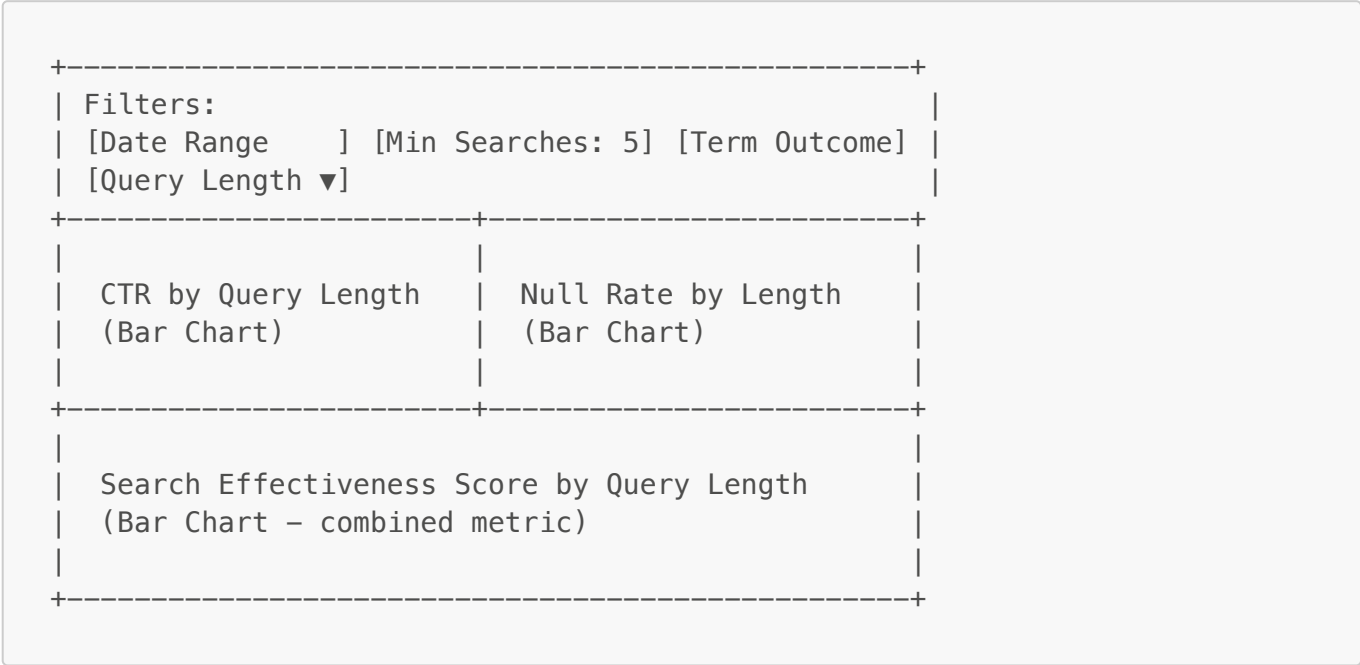 Filters:
[Date Range    ] [Min Searches: 5] [Term Outcome]
[Query Length ▼]
CTR by Query Length
Null Rate by Length
(Bar Chart)
(Bar Chart)
Search Effectiveness Score by Query Length
(Bar Chart – combined metric)